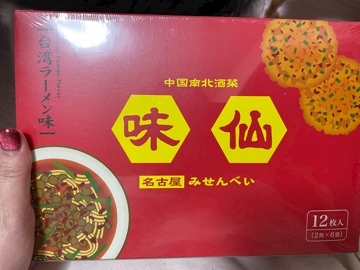 台湾ラーメン味
中国南北酒菜
味仙
名古屋 みせんべい
12枚入
(2枚×6袋)